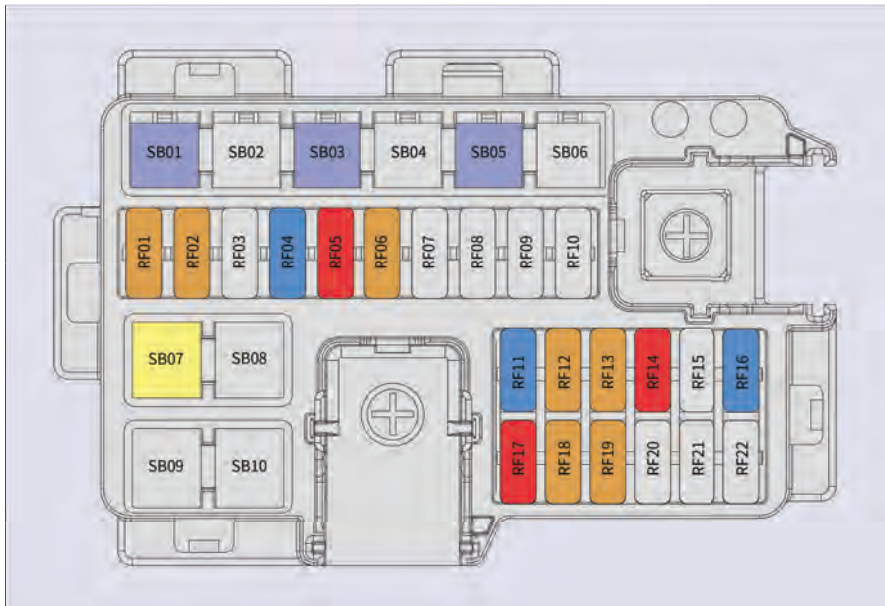 SB01 SB02 SB03 SB04 SB05 SB06
RF01 RF02 RF03 RF04 RF05 RF06 RF07 RF08 RF09 RF10
SB07 SB08
RF11 RF12 RF13 RF14 RF15 RF16
SB09 SB10
RF17 RF18 RF19 RF20 RF21 RF22